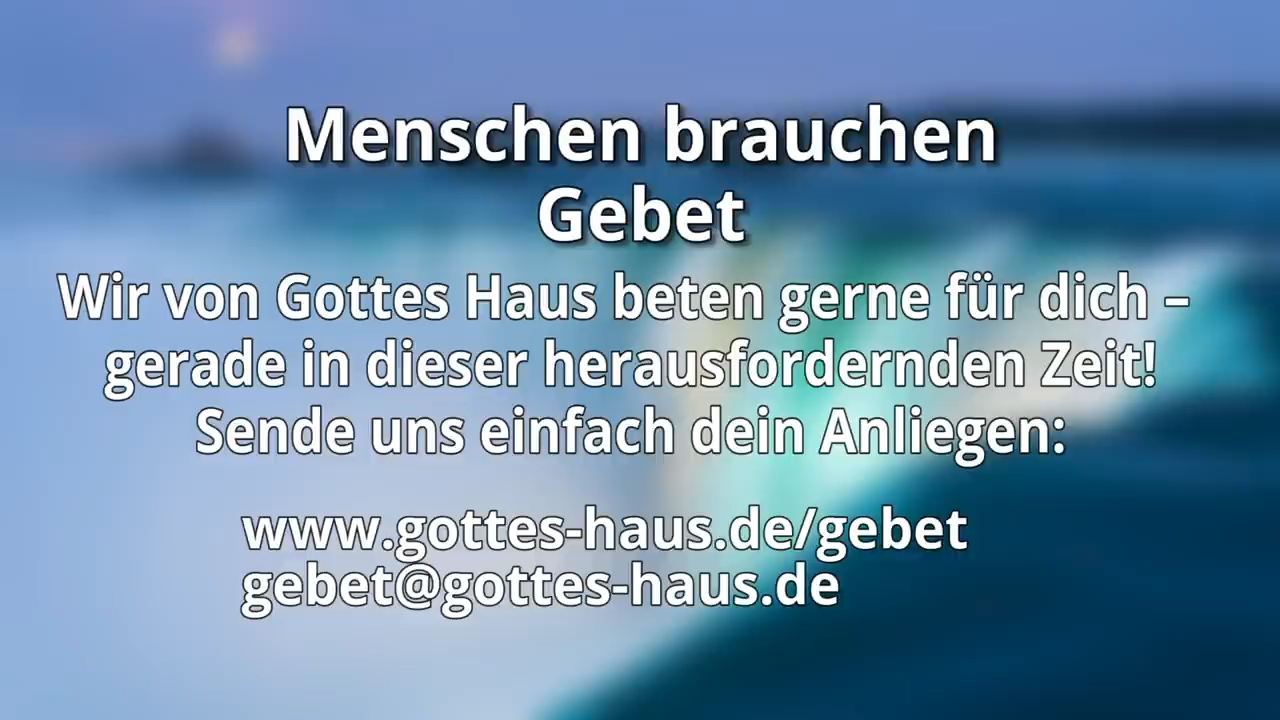 Menschen brauchen
Gebet
Wir von Gottes Haus beten gerne für dich –
gerade in dieser herausfordernden Zeit!
Sende uns einfach dein Anliegen:
www.gottes-haus.de/gebet
gebet@gottes-haus.de